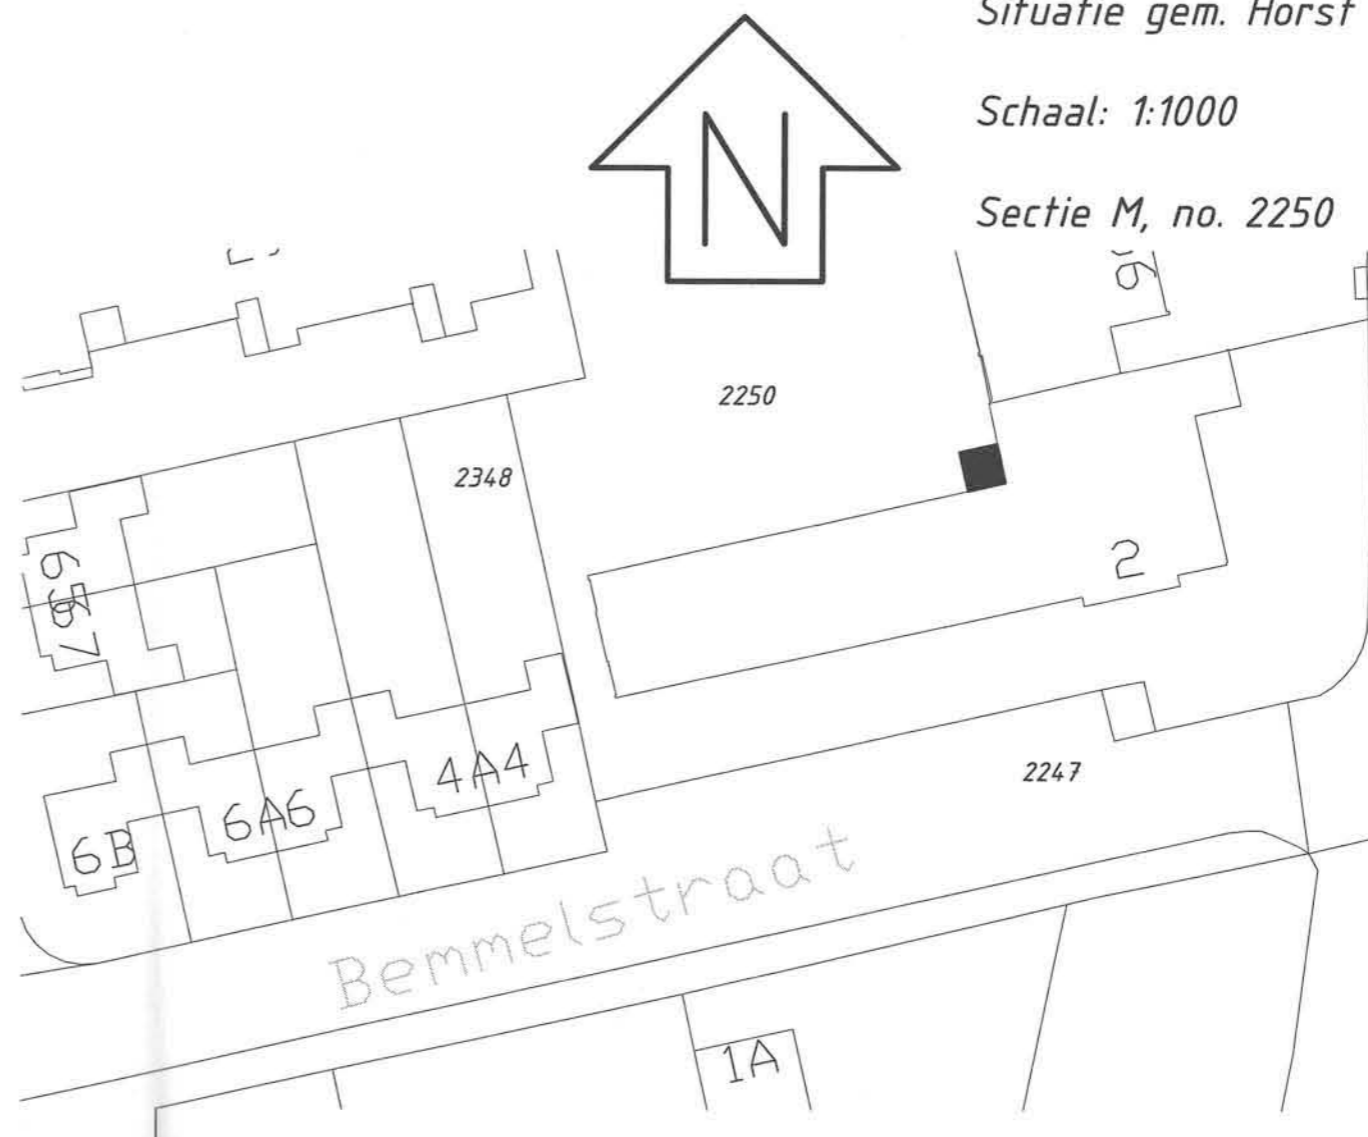 Situatie gem. Horst
N
Schaal: 1:1000
Sectie M, no. 2250
2250
2348
2
4A4
2247
6A6
6B
Bemmelstraat
1A